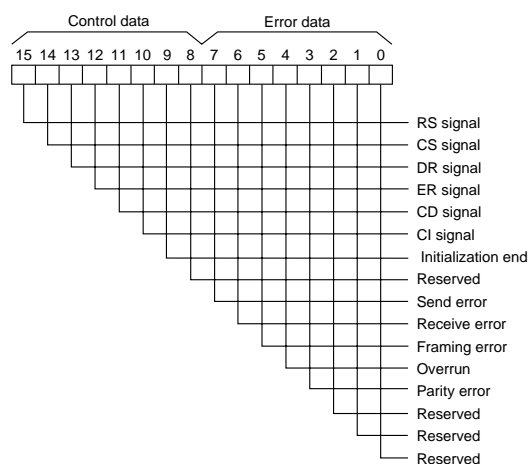 Control data Error data
15 14 13 12 11 10 9 8 7 6 5 4 3 2 1 0
RS signal
CS signal
DR signal
ER signal
CD signal
CI signal
Initialization end
Reserved
Send error
Receive error
Framing error
Overrun
Parity error
Reserved
Reserved
Reserved